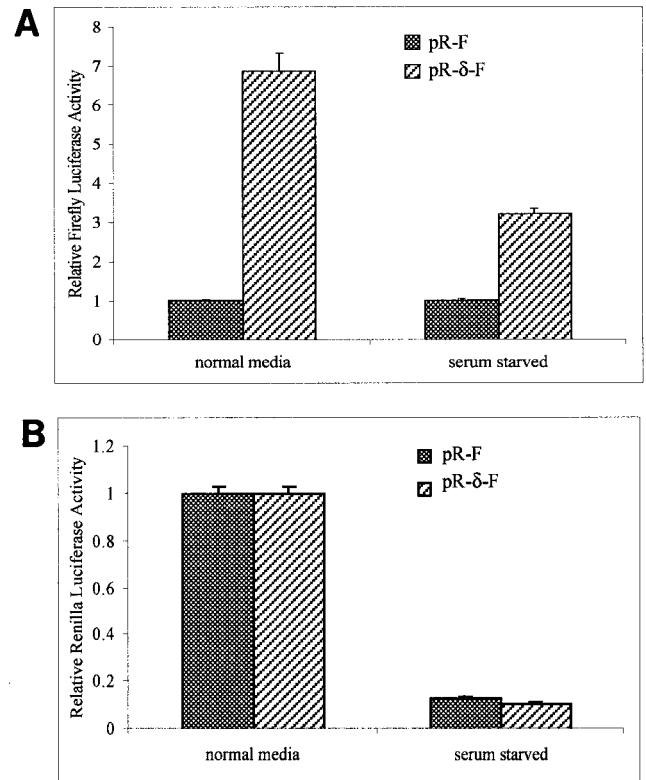 A
Relative Firefly Luciferase Activity
8
7
6
5
4
3
2
1
0
pR-F
pR-δ-F
normal media
serum starved
B
Relative Renilla Luciferase Activity
1.2
1
0.8
0.6
0.4
0.2
0
pR-F
pR-δ-F
normal media
serum starved